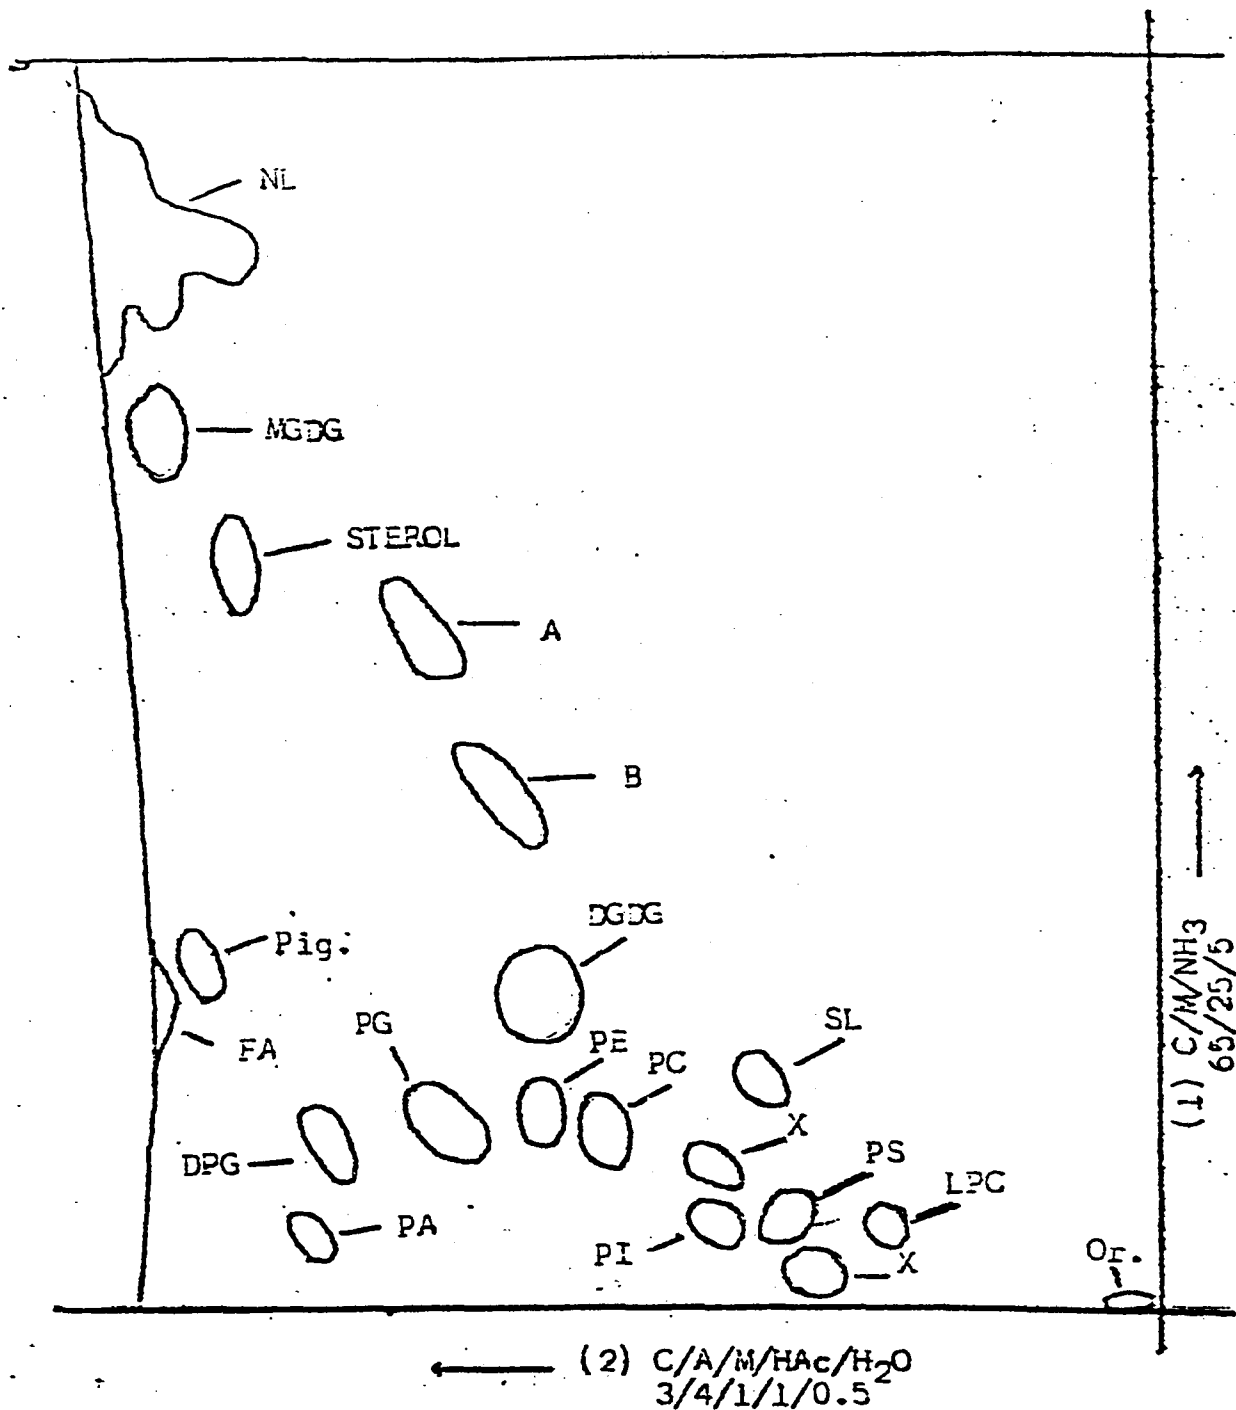 NL
MGDG
STEROL
A
B
DGDG
Pig.
FA
PG
PE
PC
SL
X
DPG
PS
LPC
PA
PI
X
Or.
(1) C/M/NH3
65/25/5
(2) C/A/M/HAc/H2O
3/4/1/1/0.5